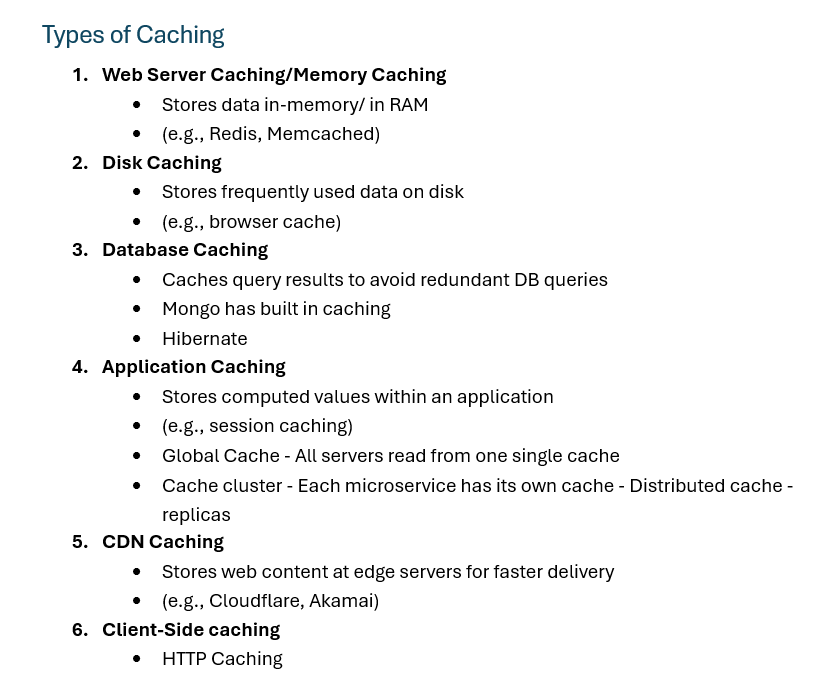 Types of Caching
1. Web Server Caching/Memory Caching
• Stores data in-memory/ in RAM
• (e.g., Redis, Memcached)
2. Disk Caching
• Stores frequently used data on disk
• (e.g., browser cache)
3. Database Caching
• Caches query results to avoid redundant DB queries
• Mongo has built in caching
• Hibernate
4. Application Caching
• Stores computed values within an application
• (e.g., session caching)
• Global Cache - All servers read from one single cache
• Cache cluster - Each microservice has its own cache - Distributed cache -
replicas
5. CDN Caching
• Stores web content at edge servers for faster delivery
• (e.g., Cloudflare, Akamai)
6. Client-Side caching
• HTTP Caching